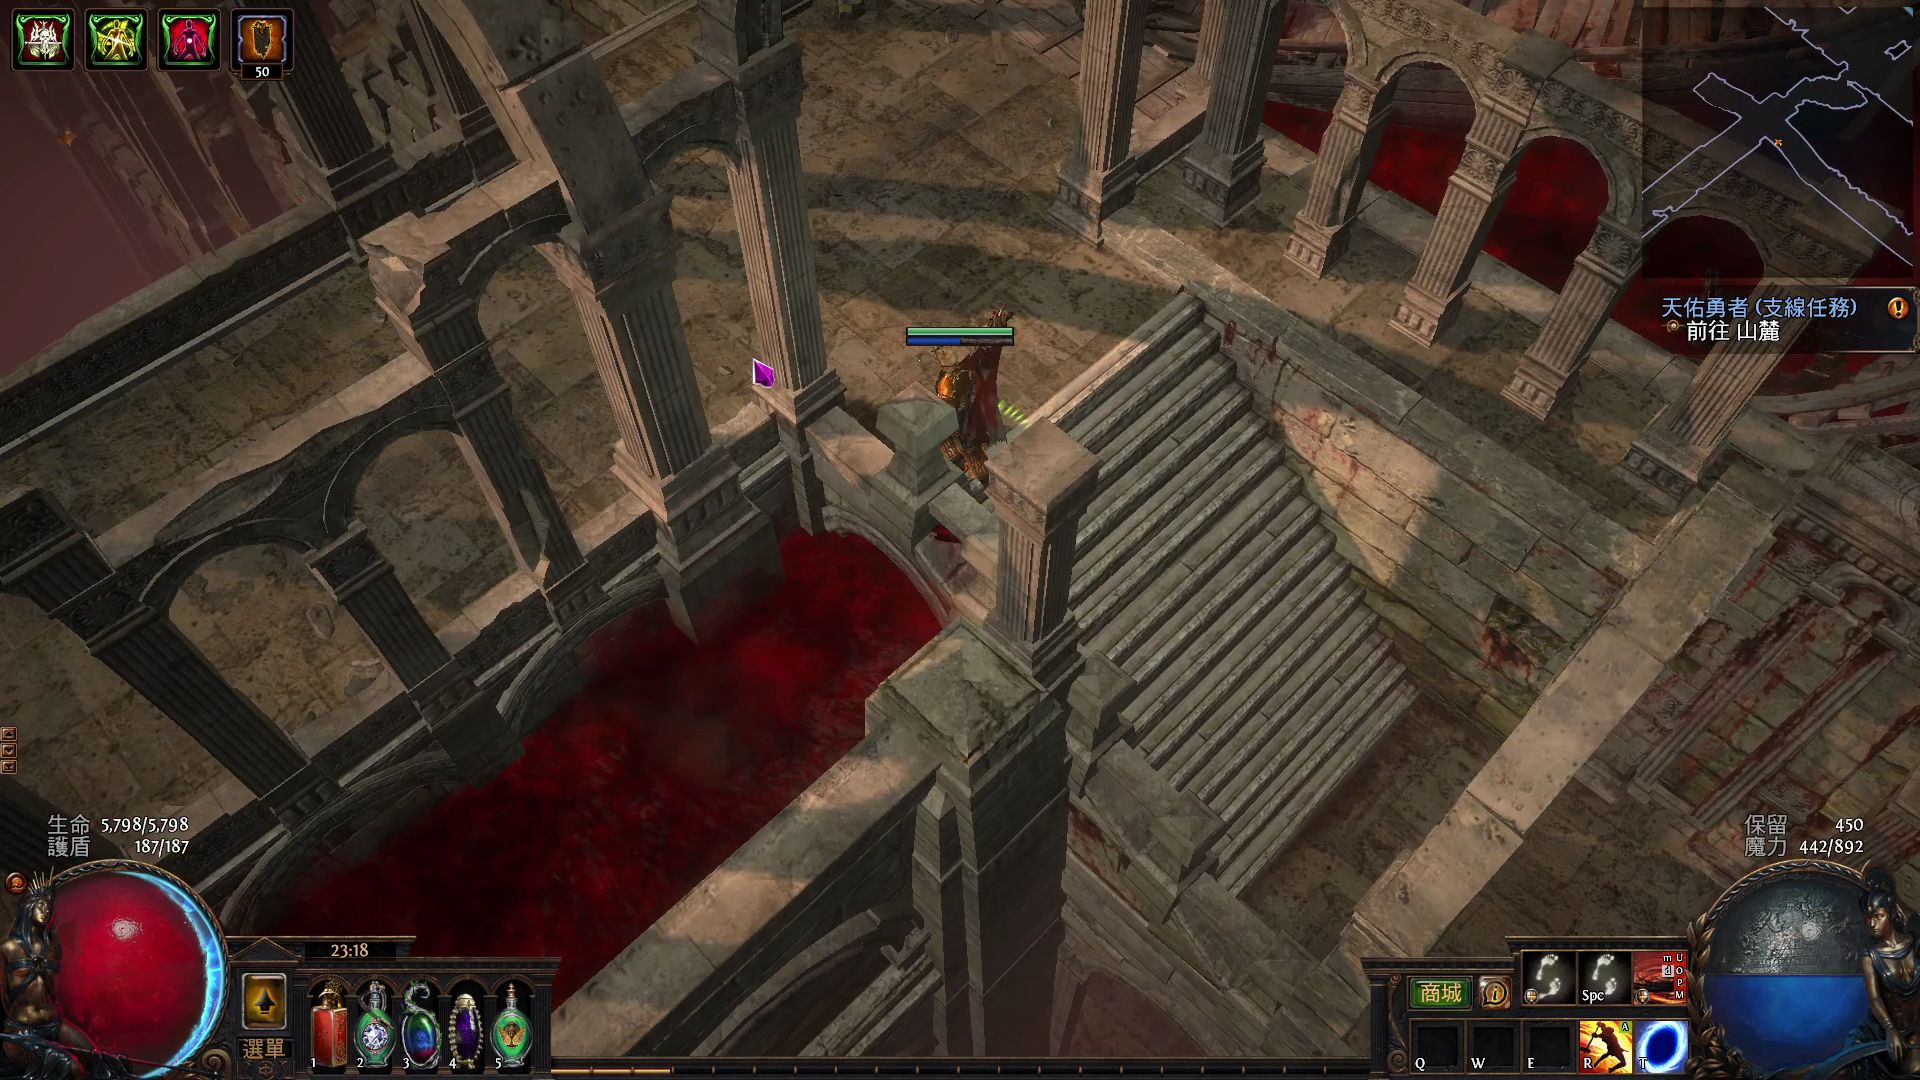 50
天佑勇者 (支線任務)
前往 山麓
生命 5,798/5,798
護盾 187/187
保留 450
魔力 442/892
23:18
選單
1
2
3
4
5
商城
Spc
m U
d O
P
M
Q
W
E
R
A
T